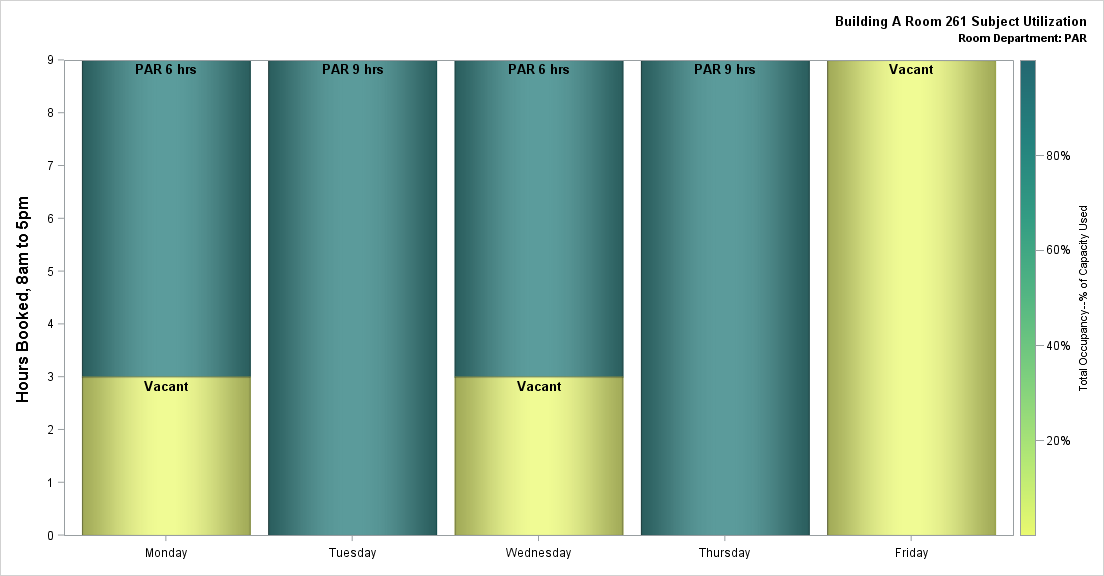 Building A Room 261 Subject Utilization
Room Department: PAR
Hours Booked, 8am to 5pm
9
8
7
6
5
4
3
2
1
0
PAR 6 hrs
PAR 9 hrs
PAR 6 hrs
PAR 9 hrs
Vacant
Vacant
Vacant
Monday
Tuesday
Wednesday
Thursday
Friday
80%
60%
40%
20%
Total Occupancy--% of Capacity Used